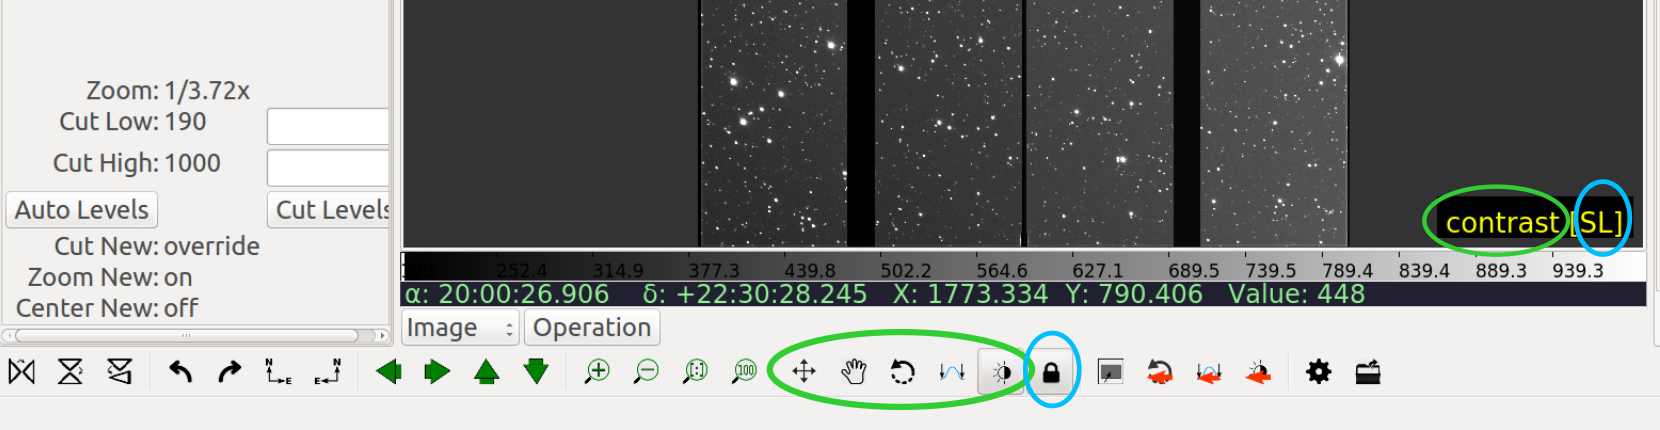 Zoom: 1/3.72x
Cut Low: 190
Cut High: 1000
Auto Levels
Cut Levels
Cut New: override
Zoom New: on
Center New: off
contrast [SL]
252.4 314.9 377.3 439.8 502.2 564.6 627.1 689.5 739.5 789.4 839.4 889.3 939.3
α: 20:00:26.906 δ: +22:30:28.245 X: 1773.334 Y: 790.406 Value: 448
Image
Operation
N E
N E
100